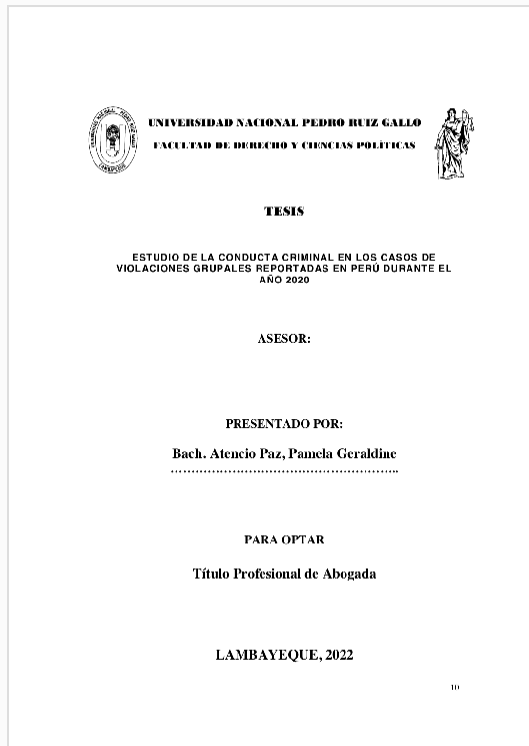 UNIVERSIDAD NACIONAL PEDRO RUIZ GALLO
FACULTAD DE DERECHO Y CIENCIAS POLÍTICAS
LAMBAYEQUE
TESIS
ESTUDIO DE LA CONDUCTA CRIMINAL EN LOS CASOS DE
VIOLACIONES GRUPALES REPORTADAS EN PERÚ DURANTE EL
AÑO 2020
ASESOR:
PRESENTADO POR:
Bach. Atencio Paz, Pamela Geraldine
PARA OPTAR
Título Profesional de Abogada
LAMBAYEQUE, 2022